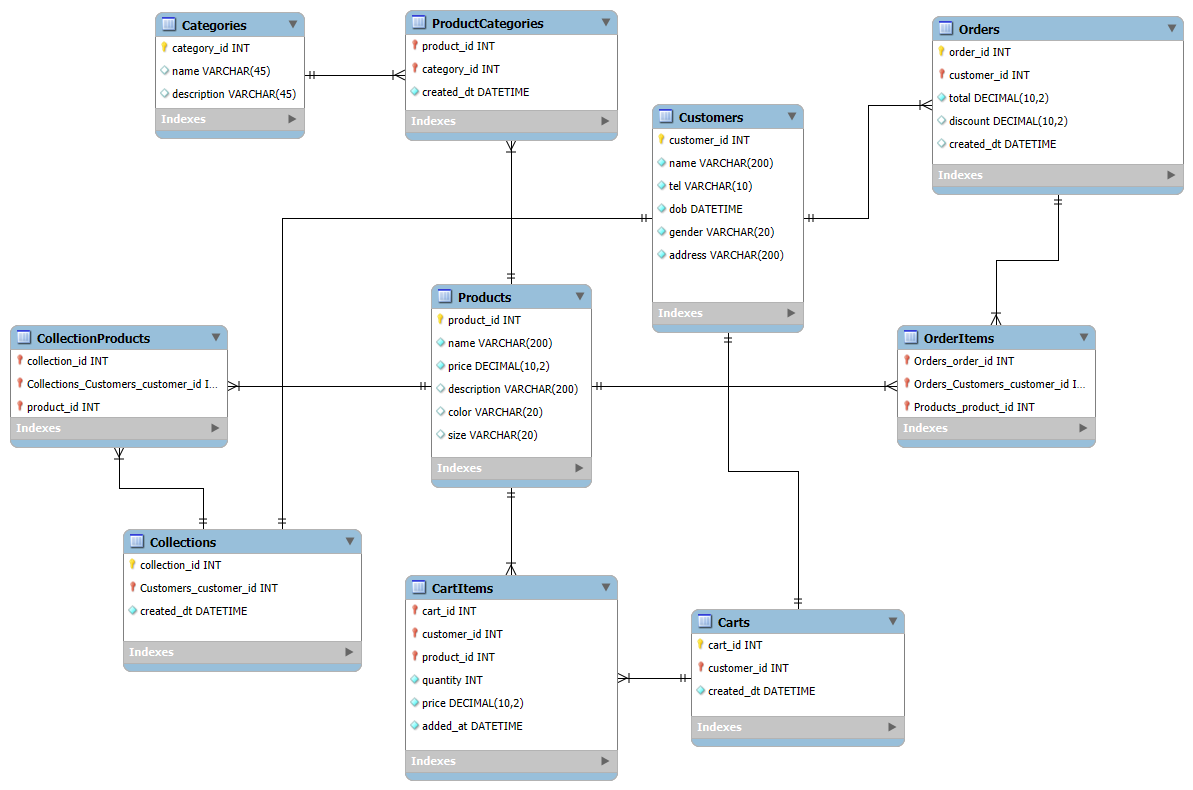 Categories
category_id INT
name VARCHAR(45)
description VARCHAR(45)
Indexes
ProductCategories
product_id INT
category_id INT
created_dt DATETIME
Indexes
Orders
order_id INT
customer_id INT
total DECIMAL(10,2)
discount DECIMAL(10,2)
created_dt DATETIME
Indexes
Customers
customer_id INT
name VARCHAR(200)
tel VARCHAR(10)
dob DATETIME
gender VARCHAR(20)
address VARCHAR(200)
Indexes
Products
product_id INT
name VARCHAR(200)
price DECIMAL(10,2)
description VARCHAR(200)
color VARCHAR(20)
size VARCHAR(20)
Indexes
CollectionProducts
collection_id INT
Collections_Customers_customer_id I...
product_id INT
Indexes
OrderItems
Orders_order_id INT
Orders_Customers_customer_id I...
Products_product_id INT
Indexes
Collections
collection_id INT
Customers_customer_id INT
created_dt DATETIME
Indexes
CartItems
cart_id INT
customer_id INT
product_id INT
quantity INT
price DECIMAL(10,2)
added_at DATETIME
Indexes
Carts
cart_id INT
customer_id INT
created_dt DATETIME
Indexes